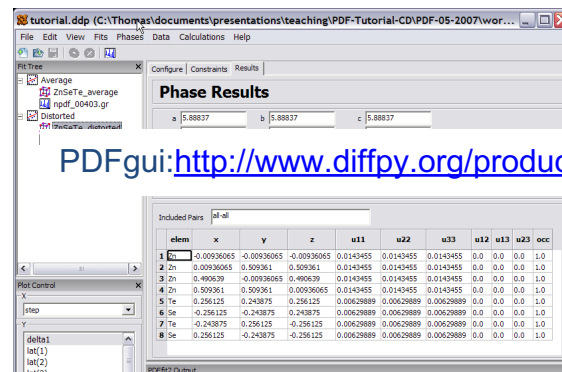 tutorial.ddp (C:\Thomas\documents\presentations\teaching\PDF-Tutorial-CD\PDF-05-2007\wor...
File Edit View Fits Phases Data Calculations Help
Fit Tree
Configure Constraints Results
Average
ZnSeTe_average
npdf_00403.gr
Distorted
ZnSeTe_distorted
Phase Results
a 5.88837 b 5.88837 c 5.88837
PDFgui:http://www.diffpy.org/produc
Included Pairs all-all
elem x y z u11 u22 u33 u12 u13 u23 occ
1 Zn -0.00936065 -0.00936065 -0.00936065 0.0143455 0.0143455 0.0143455 0.0 0.0 0.0 1.0
2 Zn 0.00936065 0.509361 0.509361 0.0143455 0.0143455 0.0143455 0.0 0.0 0.0 1.0
3 Zn 0.490639 -0.00936065 0.490639 0.0143455 0.0143455 0.0143455 0.0 0.0 0.0 1.0
4 Zn 0.509361 0.509361 0.00936065 0.0143455 0.0143455 0.0143455 0.0 0.0 0.0 1.0
5 Te 0.256125 0.243875 0.256125 0.00629889 0.00629889 0.00629889 0.0 0.0 0.0 1.0
6 Se -0.256125 -0.243875 0.256125 0.00629889 0.00629889 0.00629889 0.0 0.0 0.0 1.0
7 Te -0.243875 0.256125 -0.256125 0.00629889 0.00629889 0.00629889 0.0 0.0 0.0 1.0
8 Se 0.256125 -0.243875 -0.256125 0.00629889 0.00629889 0.00629889 0.0 0.0 0.0 1.0
Plot Control
X
step
Y
delta1
lat(1)
lat(2)
PDFfit2 Output